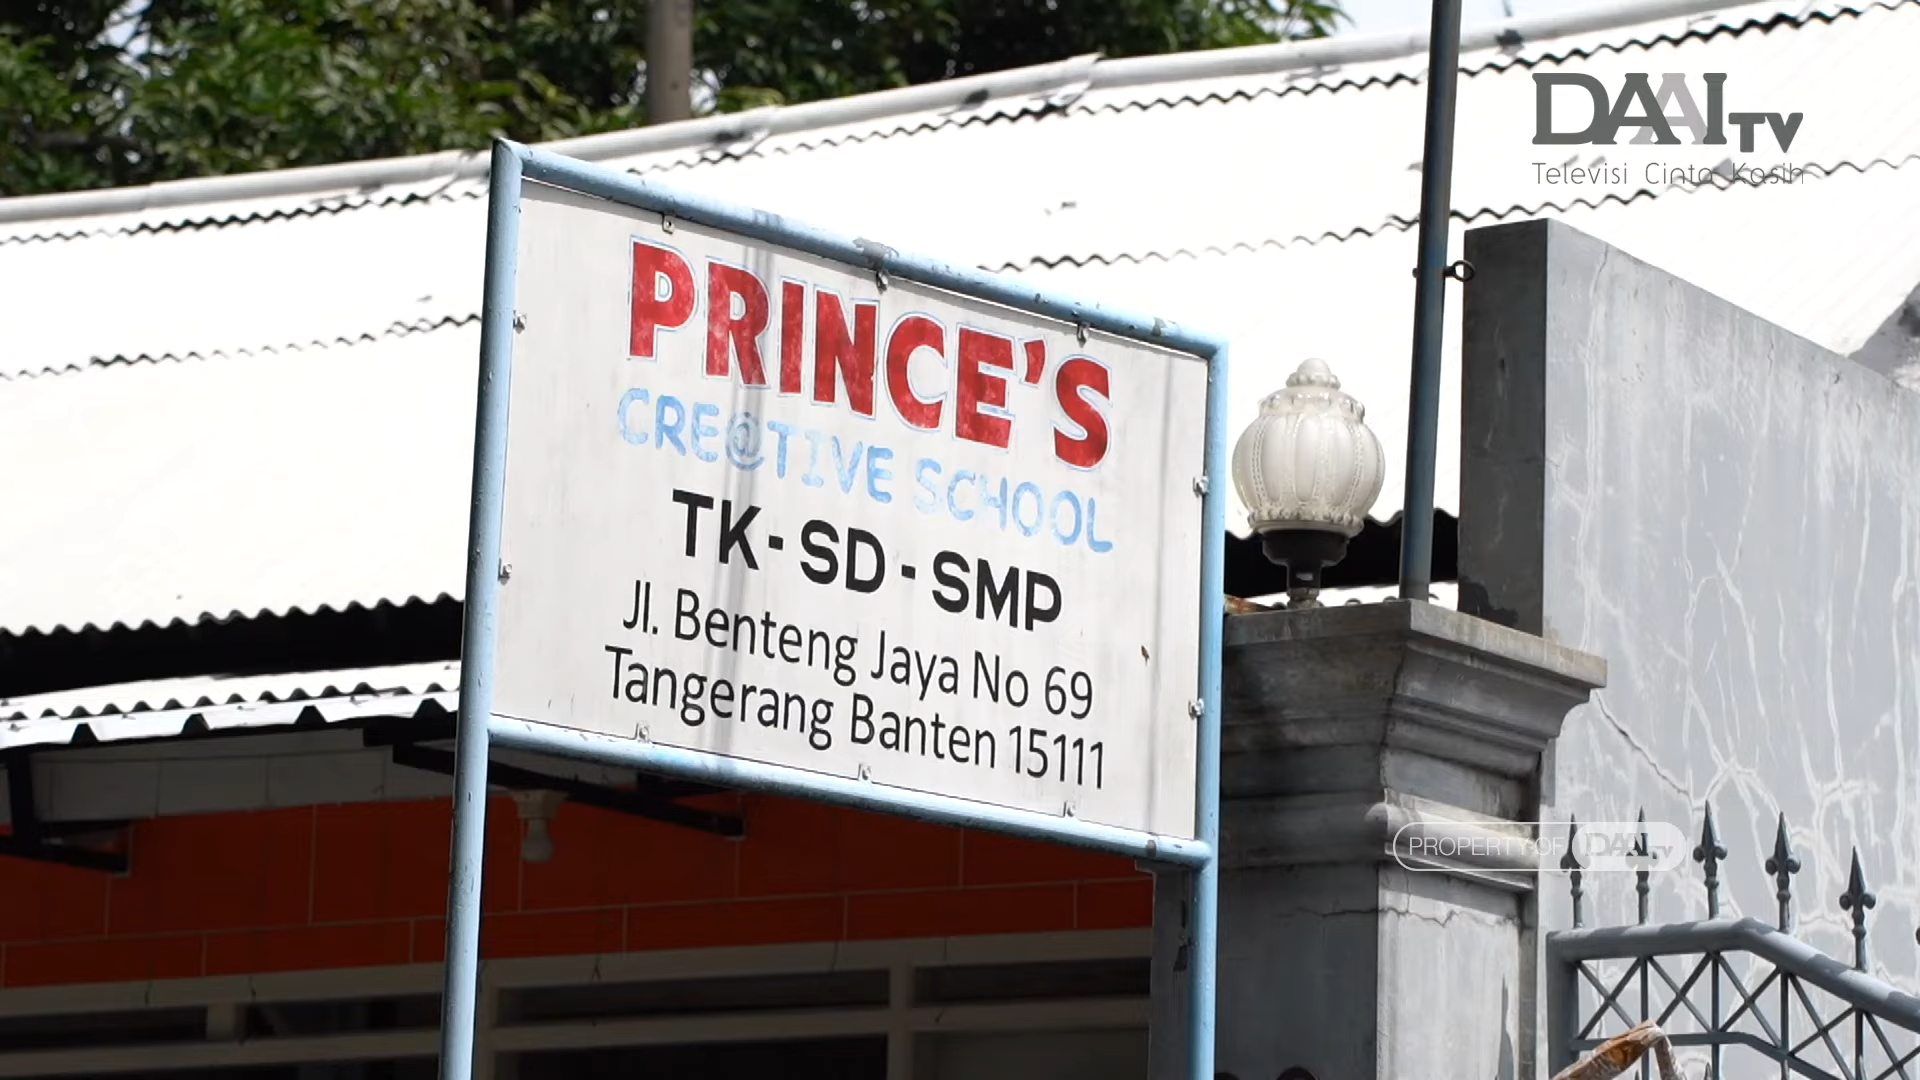 DAAI TV
Televisi Cinta Kasih
PRINCE'S
CRE@TIVE SCHOOL
TK - SD - SMP
Jl. Benteng Jaya No 69
Tangerang Banten 15111
PROPERTY OF DAAI TV